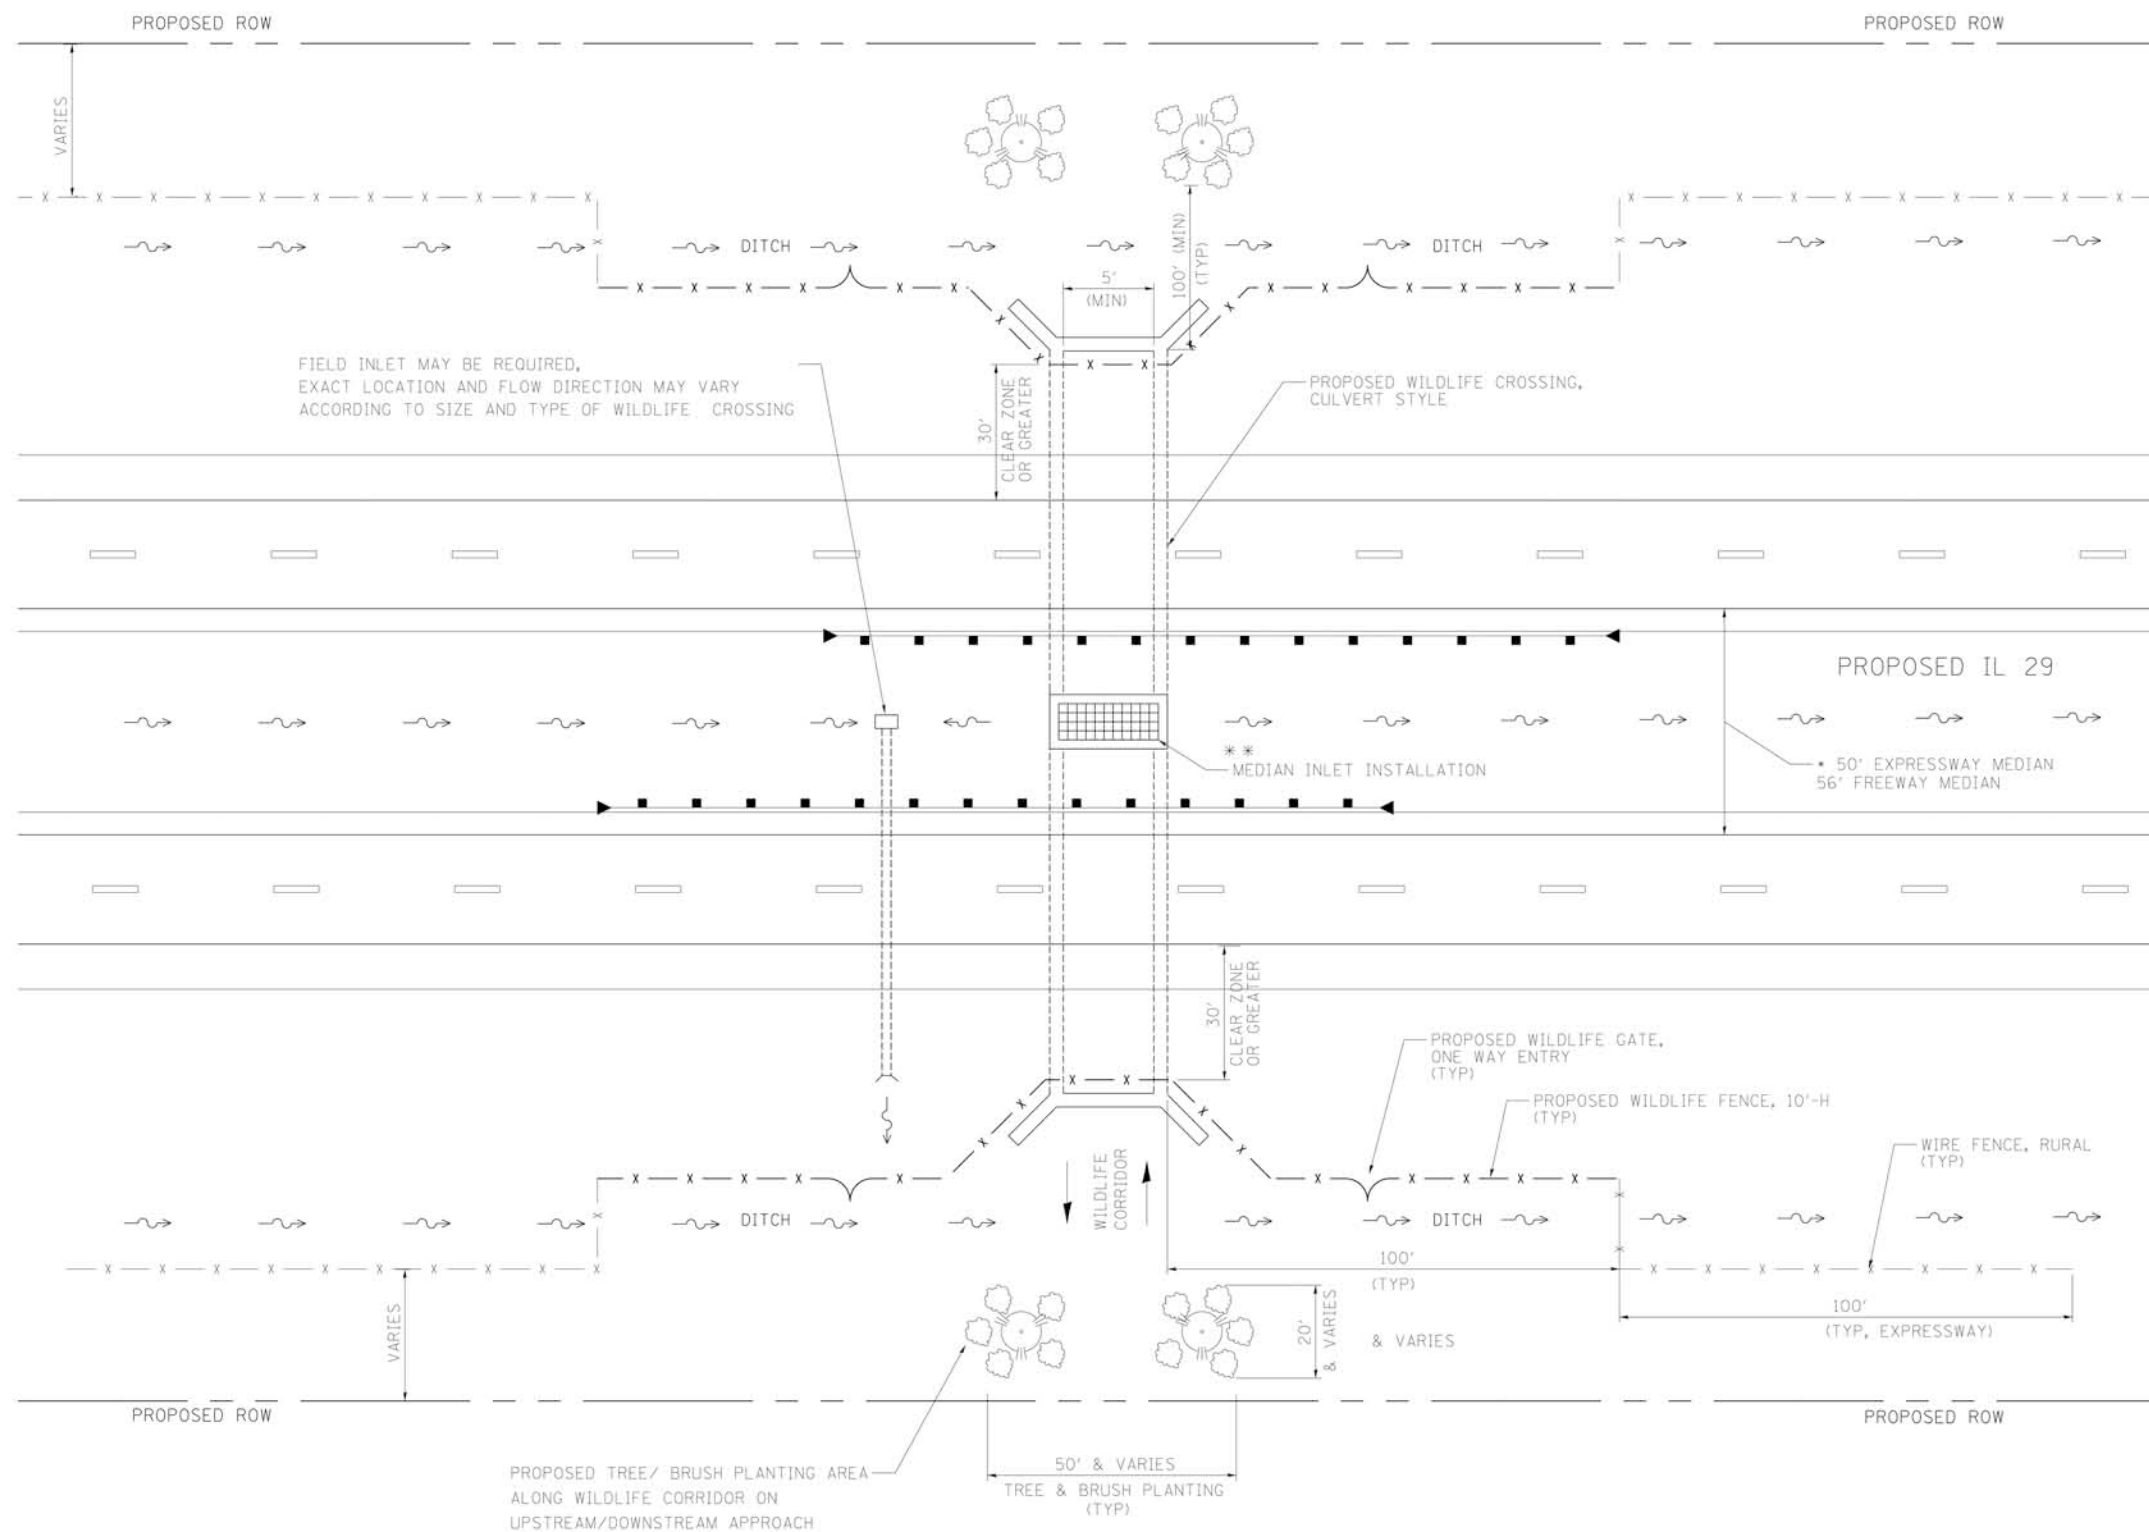 PROPOSED ROW
PROPOSED ROW
VARIES
DITCH
DITCH
100' (MIN)
(TYP)
5'
(MIN)
FIELD INLET MAY BE REQUIRED,
EXACT LOCATION AND FLOW DIRECTION MAY VARY
ACCORDING TO SIZE AND TYPE OF WILDLIFE CROSSING
30'
CLEAR ZONE
OR GREATER
PROPOSED WILDLIFE CROSSING,
CULVERT STYLE
PROPOSED IL 29
**
MEDIAN INLET INSTALLATION
* 50' EXPRESSWAY MEDIAN
56' FREEWAY MEDIAN
30'
CLEAR ZONE
OR GREATER
PROPOSED WILDLIFE GATE,
ONE WAY ENTRY
(TYP)
PROPOSED WILDLIFE FENCE, 10'-H
(TYP)
WIRE FENCE, RURAL
(TYP)
WILDLIFE
CORRIDOR
DITCH
DITCH
100'
(TYP)
VARIES
20'
& VARIES
& VARIES
100'
(TYP, EXPRESSWAY)
PROPOSED ROW
PROPOSED ROW
50' & VARIES
TREE & BRUSH PLANTING
(TYP)
PROPOSED TREE/ BRUSH PLANTING AREA
ALONG WILDLIFE CORRIDOR ON
UPSTREAM/DOWNSTREAM APPROACH